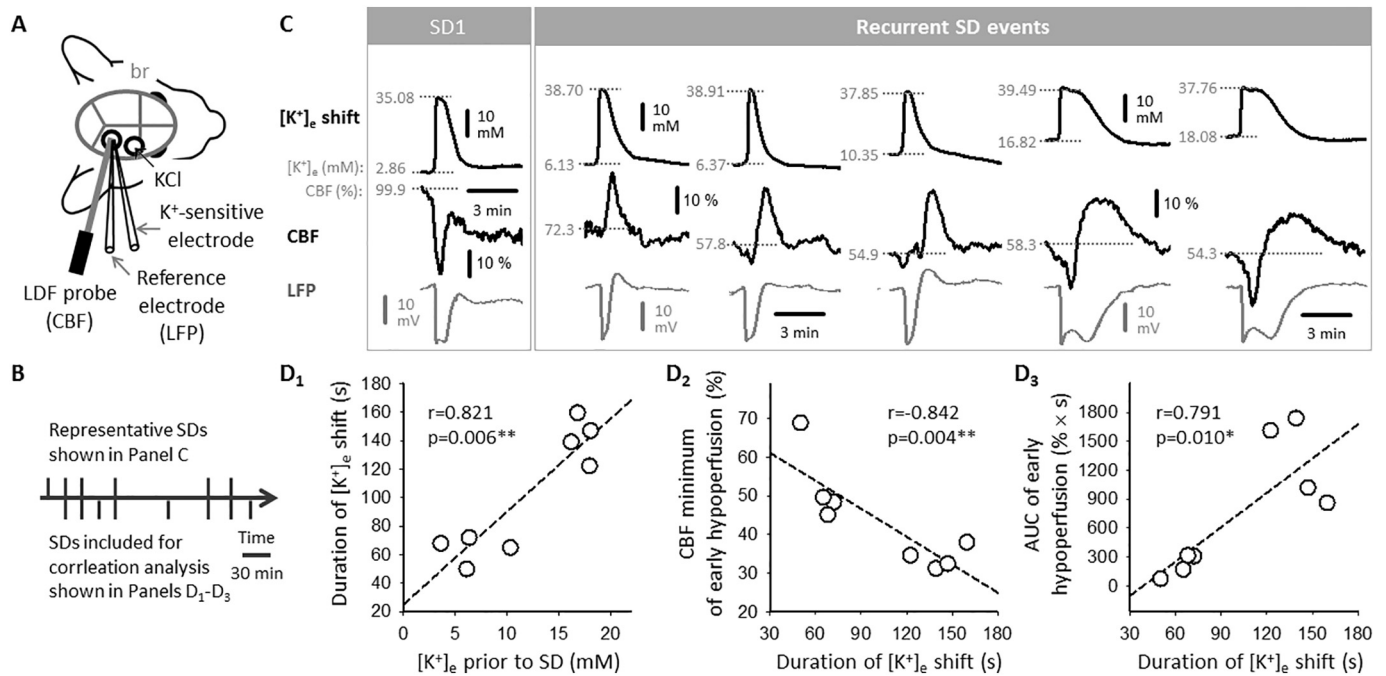 A
br
KCl
K⁺-sensitive
electrode
Reference
electrode
(LFP)
LDF probe
(CBF)
B
Representative SDs
shown in Panel C
SDs included for
corrleation analysis
shown in Panels D₁-D₃
Time
30 min
C
SD1
Recurrent SD events
[K⁺]ₑ shift
[K⁺]ₑ (mM):
CBF (%):
CBF
LFP
35.08
10
mM
2.86
99.9
3 min
10 %
10
mV
38.70
10
mM
6.13
10 %
72.3
10
mV
38.91
6.37
57.8
3 min
37.85
10.35
54.9
39.49
10
mM
16.82
10 %
58.3
10
mV
37.76
18.08
54.3
3 min
D₁
Duration of [K⁺]ₑ shift (s)
180
160
140
120
100
80
60
40
20
r=0.821
p=0.006**
0 5 10 15 20
[K⁺]ₑ prior to SD (mM)
D₂
CBF minimum
of early hypoperfusion (%)
70
60
50
40
30
20
r=-0.842
p=0.004**
30 60 90 120 150 180
Duration of [K⁺]ₑ shift (s)
D₃
AUC of early
hypoperfusion (% × s)
1800
1500
1200
900
600
300
0
r=0.791
p=0.010*
30 60 90 120 150 180
Duration of [K⁺]ₑ shift (s)